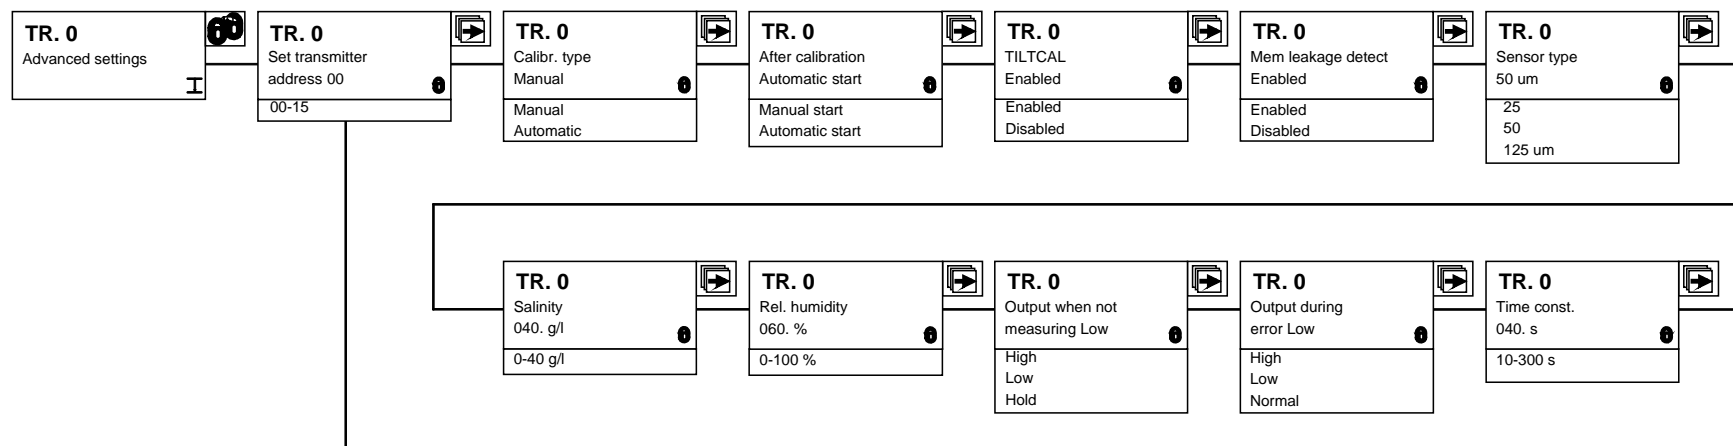 TR. 0
Advanced settings
TR. 0
Set transmitter
address 00
00-15
TR. 0
Calibr. type
Manual
Manual
Automatic
TR. 0
After calibration
Automatic start
Manual start
Automatic start
TR. 0
TILTCAL
Enabled
Enabled
Disabled
TR. 0
Mem leakage detect
Enabled
Enabled
Disabled
TR. 0
Sensor type
50 um
25
50
125 um
TR. 0
Salinity
040. g/l
0-40 g/l
TR. 0
Rel. humidity
060. %
0-100 %
TR. 0
Output when not
measuring Low
High
Low
Hold
TR. 0
Output during
error Low
High
Low
Normal
TR. 0
Time const.
040. s
10-300 s